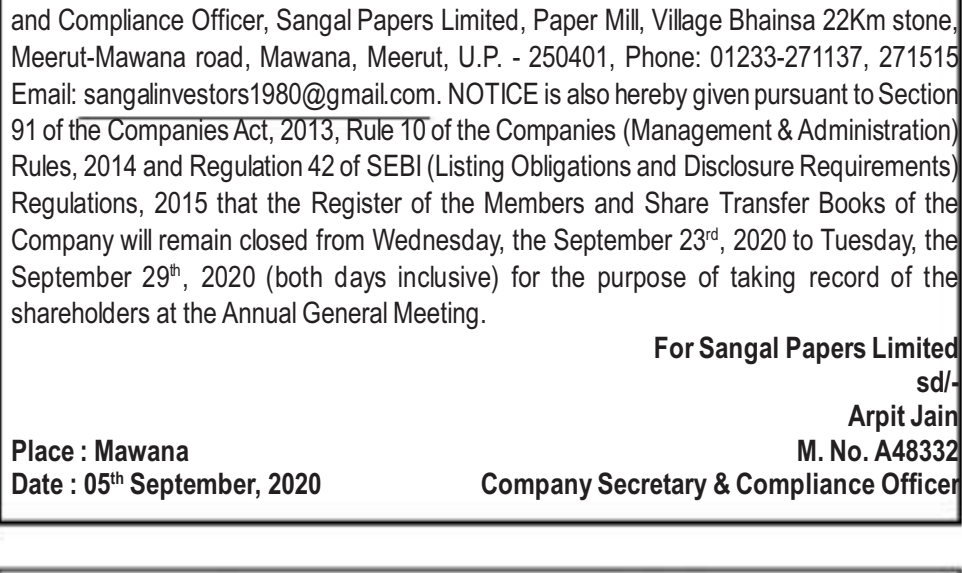 and Compliance Officer, Sangal Papers Limited, Paper Mill, Village Bhainsa 22Km stone,
Meerut-Mawana road, Mawana, Meerut, U.P. - 250401, Phone: 01233-271137, 271515
Email: sangalinvestors1980@gmail.com. NOTICE is also hereby given pursuant to Section
91 of the Companies Act, 2013, Rule 10 of the Companies (Management & Administration)
Rules, 2014 and Regulation 42 of SEBI (Listing Obligations and Disclosure Requirements)
Regulations, 2015 that the Register of the Members and Share Transfer Books of the
Company will remain closed from Wednesday, the September 23rd, 2020 to Tuesday, the
September 29th, 2020 (both days inclusive) for the purpose of taking record of the
shareholders at the Annual General Meeting.
For Sangal Papers Limited
sd/-
Arpit Jain
Place : Mawana M. No. A48332
Date : 05th September, 2020 Company Secretary & Compliance Officer